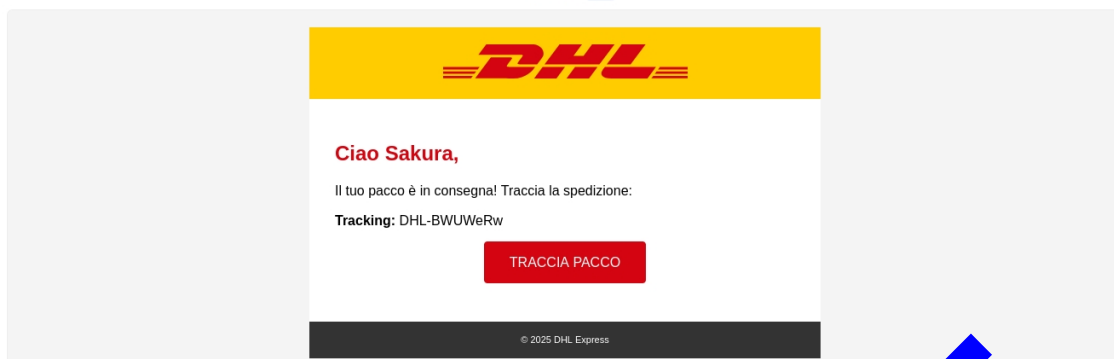 DHL
Ciao Sakura,
Il tuo pacco è in consegna! Traccia la spedizione:
Tracking: DHL-BWUWeRw
TRACCIA PACCO
© 2025 DHL Express